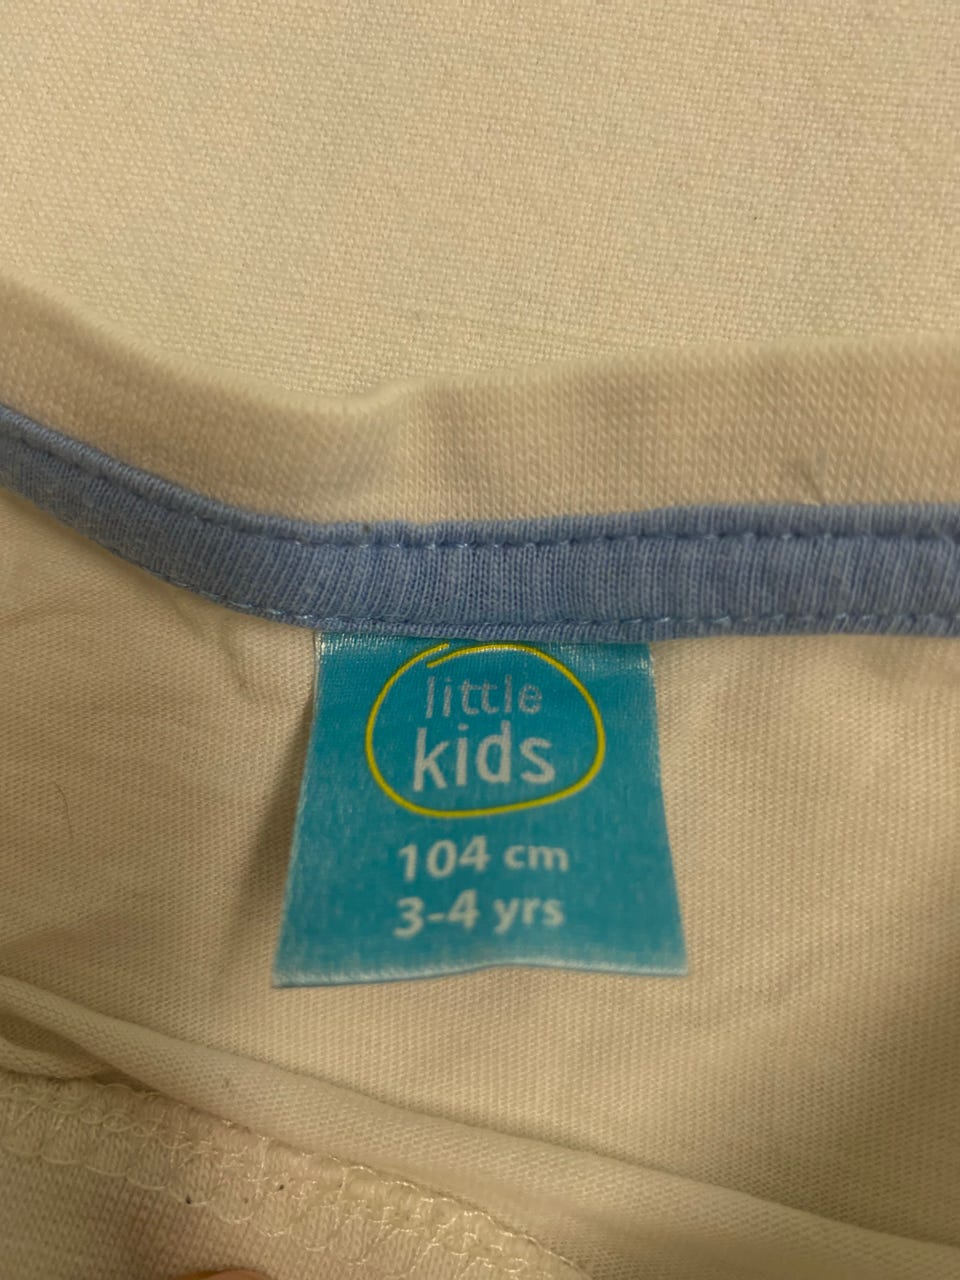 little
kids
104 cm
3-4 yrs